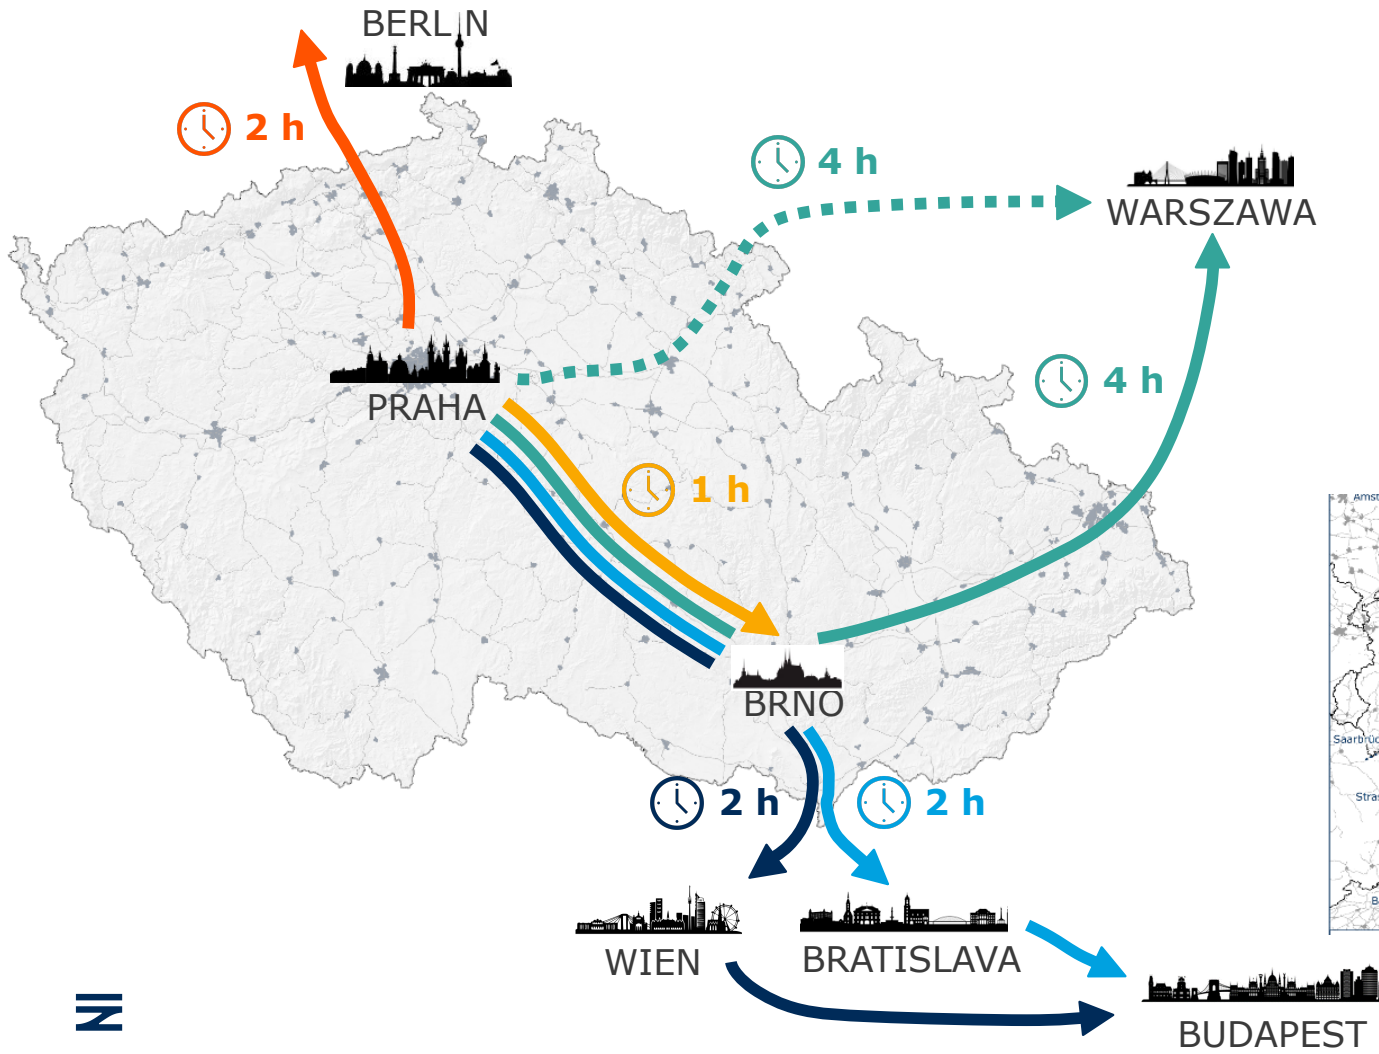 BERLIN
2 h
4 h
WARSZAWA
4 h
PRAHA
1 h
BRNO
2 h
2 h
WIEN
BRATISLAVA
BUDAPEST